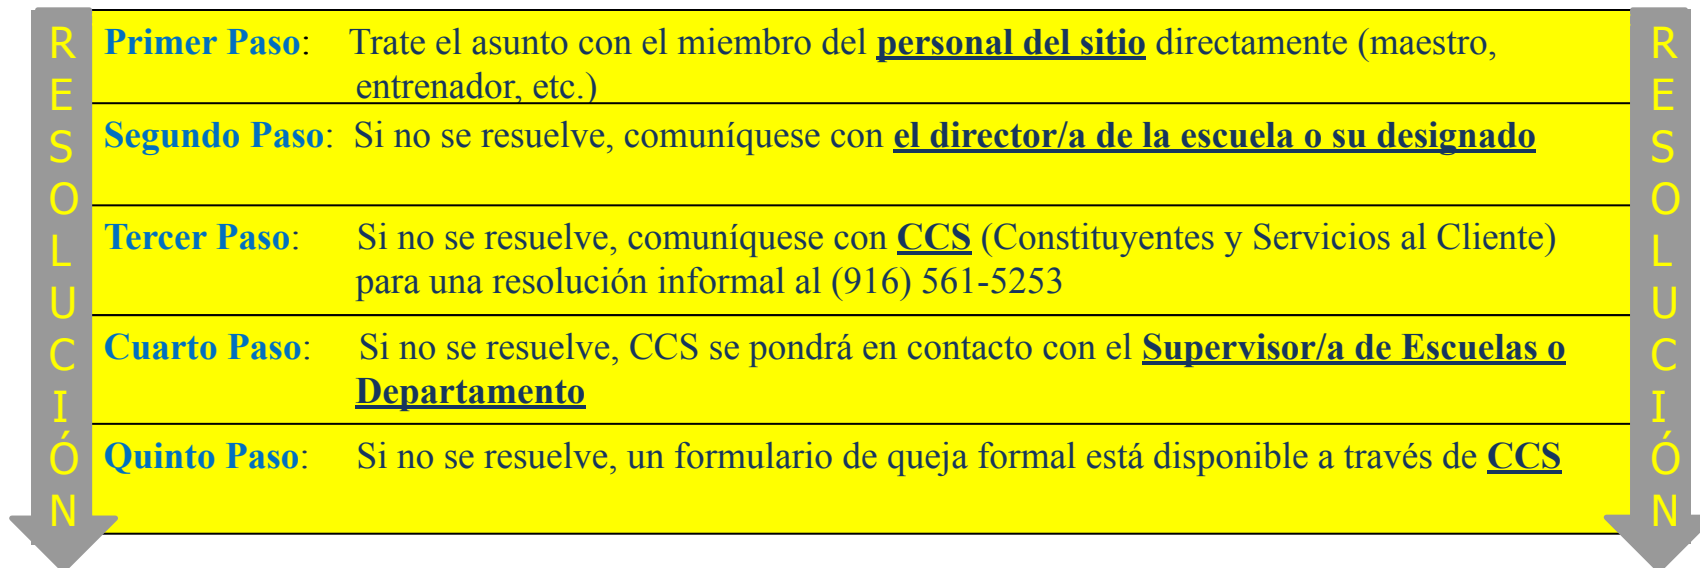 RESOLUCIÓN
Primer Paso: Trate el asunto con el miembro del personal del sitio directamente (maestro,
entrenador, etc.)
Segundo Paso: Si no se resuelve, comuníquese con el director/a de la escuela o su designado
Tercer Paso: Si no se resuelve, comuníquese con CCS (Constituyentes y Servicios al Cliente)
para una resolución informal al (916) 561-5253
Cuarto Paso: Si no se resuelve, CCS se pondrá en contacto con el Supervisor/a de Escuelas o
Departamento
Quinto Paso: Si no se resuelve, un formulario de queja formal está disponible a través de CCS
RESOLUCIÓN